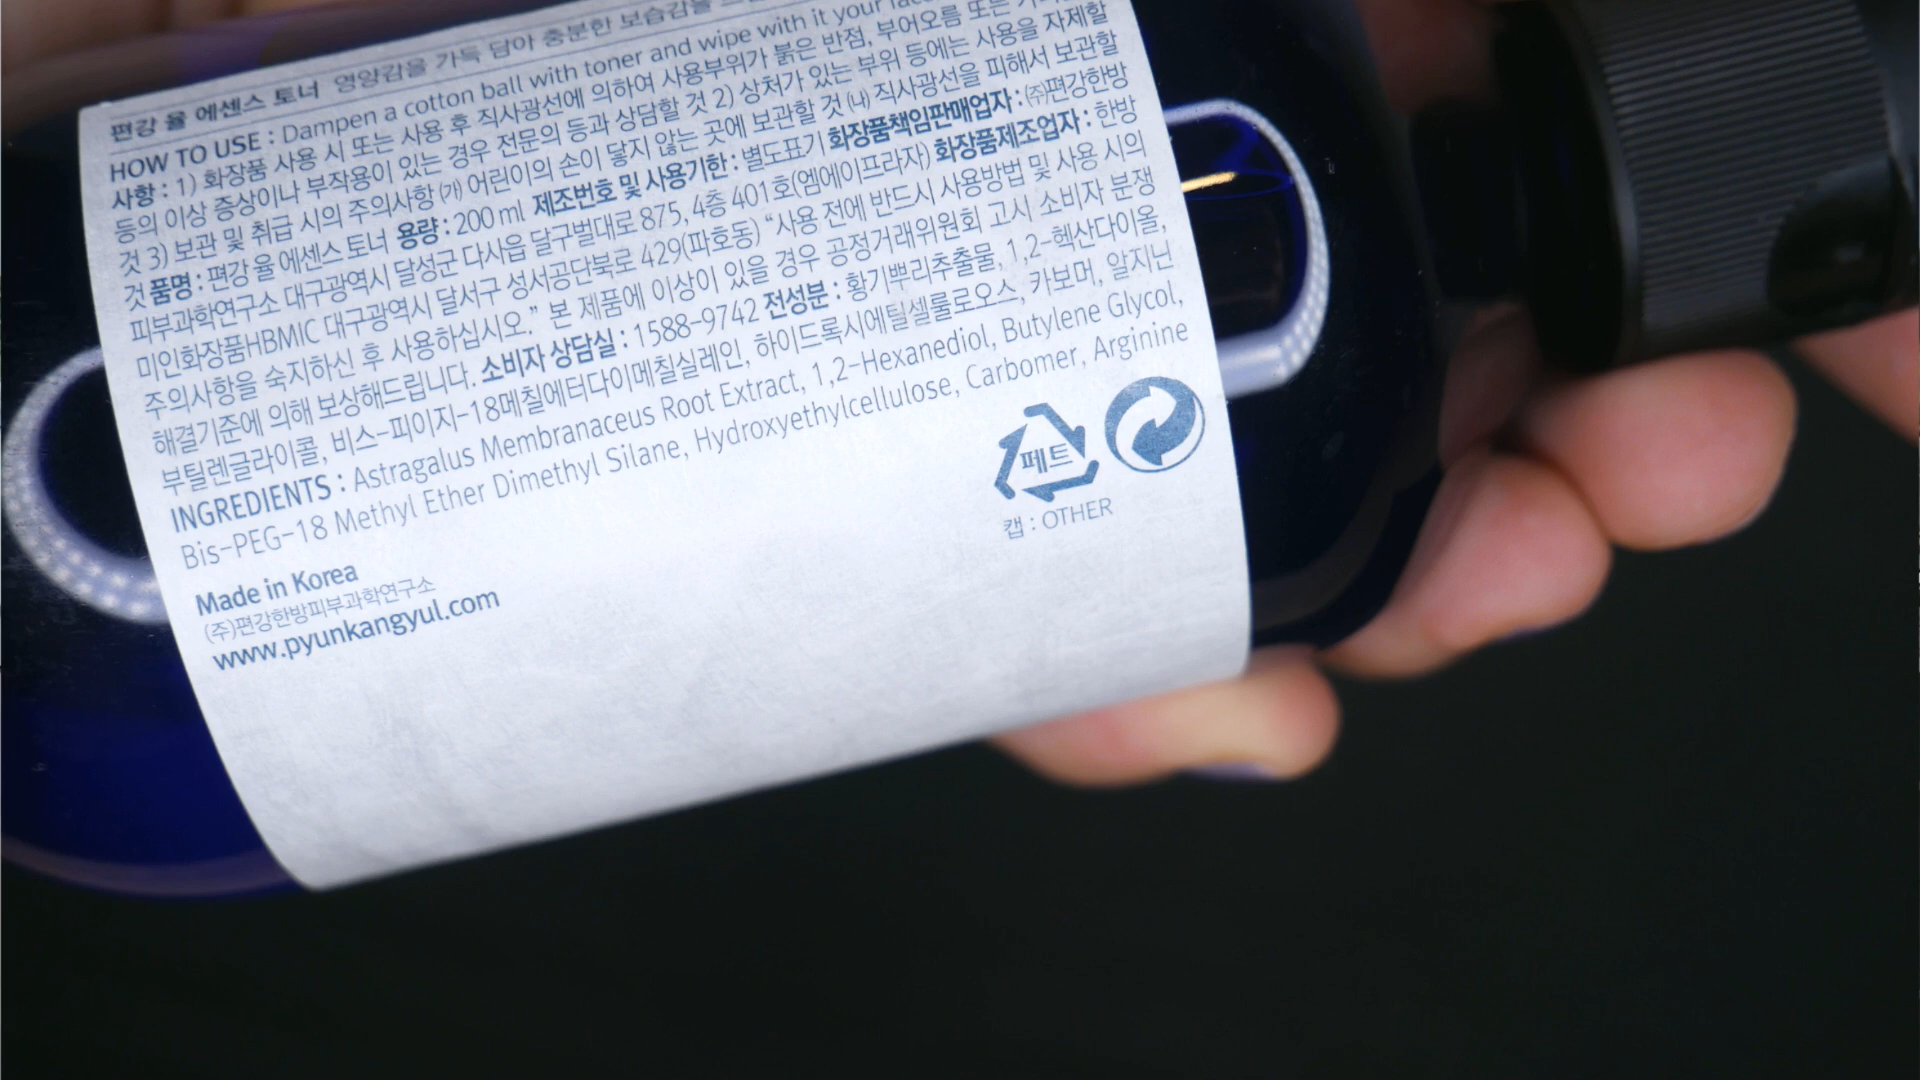 편강 율 에센스 토너 영양감을 가득 담아 충분한 보습감을
HOW TO USE : Dampen a cotton ball with toner and wipe with it your face
사항 : 1) 화장품 사용 시 또는 사용 후 직사광선에 의하여 사용부위가 붉은 반점, 부어오름 또는
등의 이상 증상이나 부작용이 있는 경우 전문의 등과 상담할 것 2) 상처가 있는 부위 등에는 사용을 자제할
것 3) 보관 및 취급 시의 주의사항 ㈎ 어린이의 손이 닿지 않는 곳에 보관할 것 ㈏ 직사광선을 피해서 보관할
것 품명 : 편강 율 에센스 토너 용량 : 200ml 제조번호 및 사용기한 : 별도표기 화장품책임판매업자 : ㈜편강한방
피부과학연구소 대구광역시 달성군 다사읍 달구벌대로 875, 4층 401호(엠에이프라자) 화장품제조업자 : 한방
미인화장품HBMIC 대구광역시 달서구 성서공단북로 429(파호동) “사용 전에 반드시 사용방법 및 사용 시의
주의사항을 숙지하신 후 사용하십시오.” 본 제품에 이상이 있을 경우 공정거래위원회 고시 소비자 분쟁
해결기준에 의해 보상해드립니다. 소비자 상담실 : 1588-9742 전성분 : 황기뿌리추출물, 1,2-헥산다이올,
부틸렌글라이콜, 비스-피이지-18메칠에터다이메칠실레인, 하이드록시에틸셀룰로오스, 카보머, 알지닌
INGREDIENTS : Astragalus Membranaceus Root Extract, 1,2-Hexanediol, Butylene Glycol,
Bis-PEG-18 Methyl Ether Dimethyl Silane, Hydroxyethylcellulose, Carbomer, Arginine
페트
캡 : OTHER
Made in Korea
(주)편강한방피부과학연구소
www.pyunkangyul.com